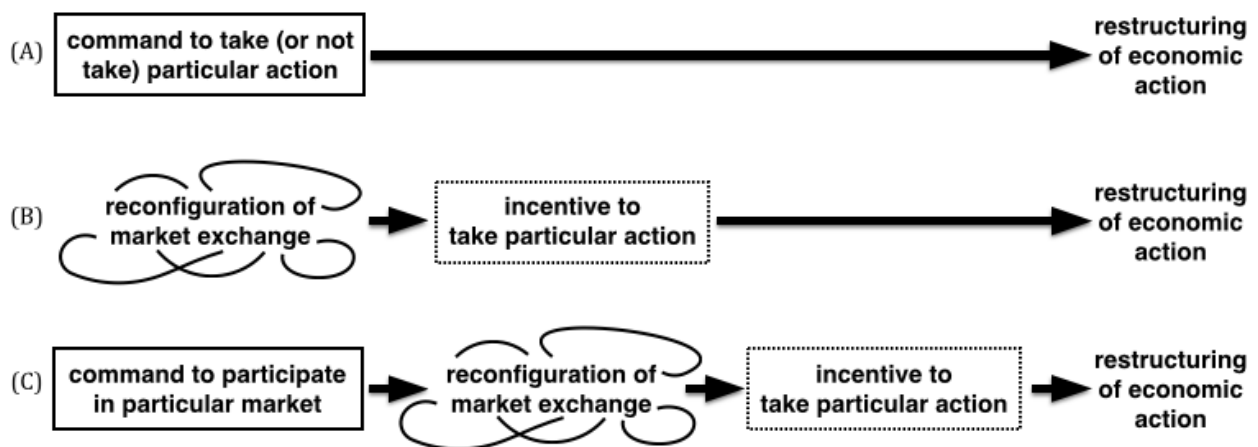 (A)
command to take (or not
take) particular action
restructuring
of economic
action
(B)
reconfiguration of
market exchange
incentive to
take particular action
restructuring
of economic
action
(C)
command to participate
in particular market
reconfiguration of
market exchange
incentive to
take particular action
restructuring
of economic
action